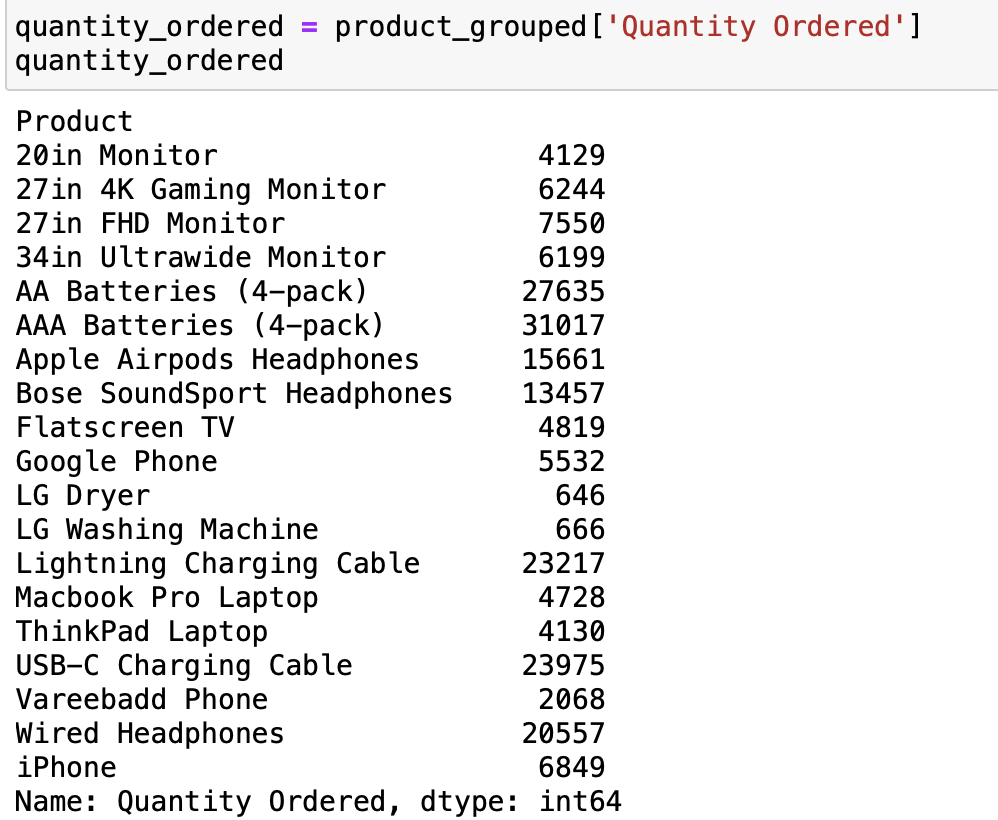 quantity_ordered = product_grouped['Quantity Ordered']
quantity_ordered
Product
20in Monitor 4129
27in 4K Gaming Monitor 6244
27in FHD Monitor 7550
34in Ultrawide Monitor 6199
AA Batteries (4-pack) 27635
AAA Batteries (4-pack) 31017
Apple Airpods Headphones 15661
Bose SoundSport Headphones 13457
Flatscreen TV 4819
Google Phone 5532
LG Dryer 646
LG Washing Machine 666
Lightning Charging Cable 23217
Macbook Pro Laptop 4728
ThinkPad Laptop 4130
USB-C Charging Cable 23975
Vareebadd Phone 2068
Wired Headphones 20557
iPhone 6849
Name: Quantity Ordered, dtype: int64